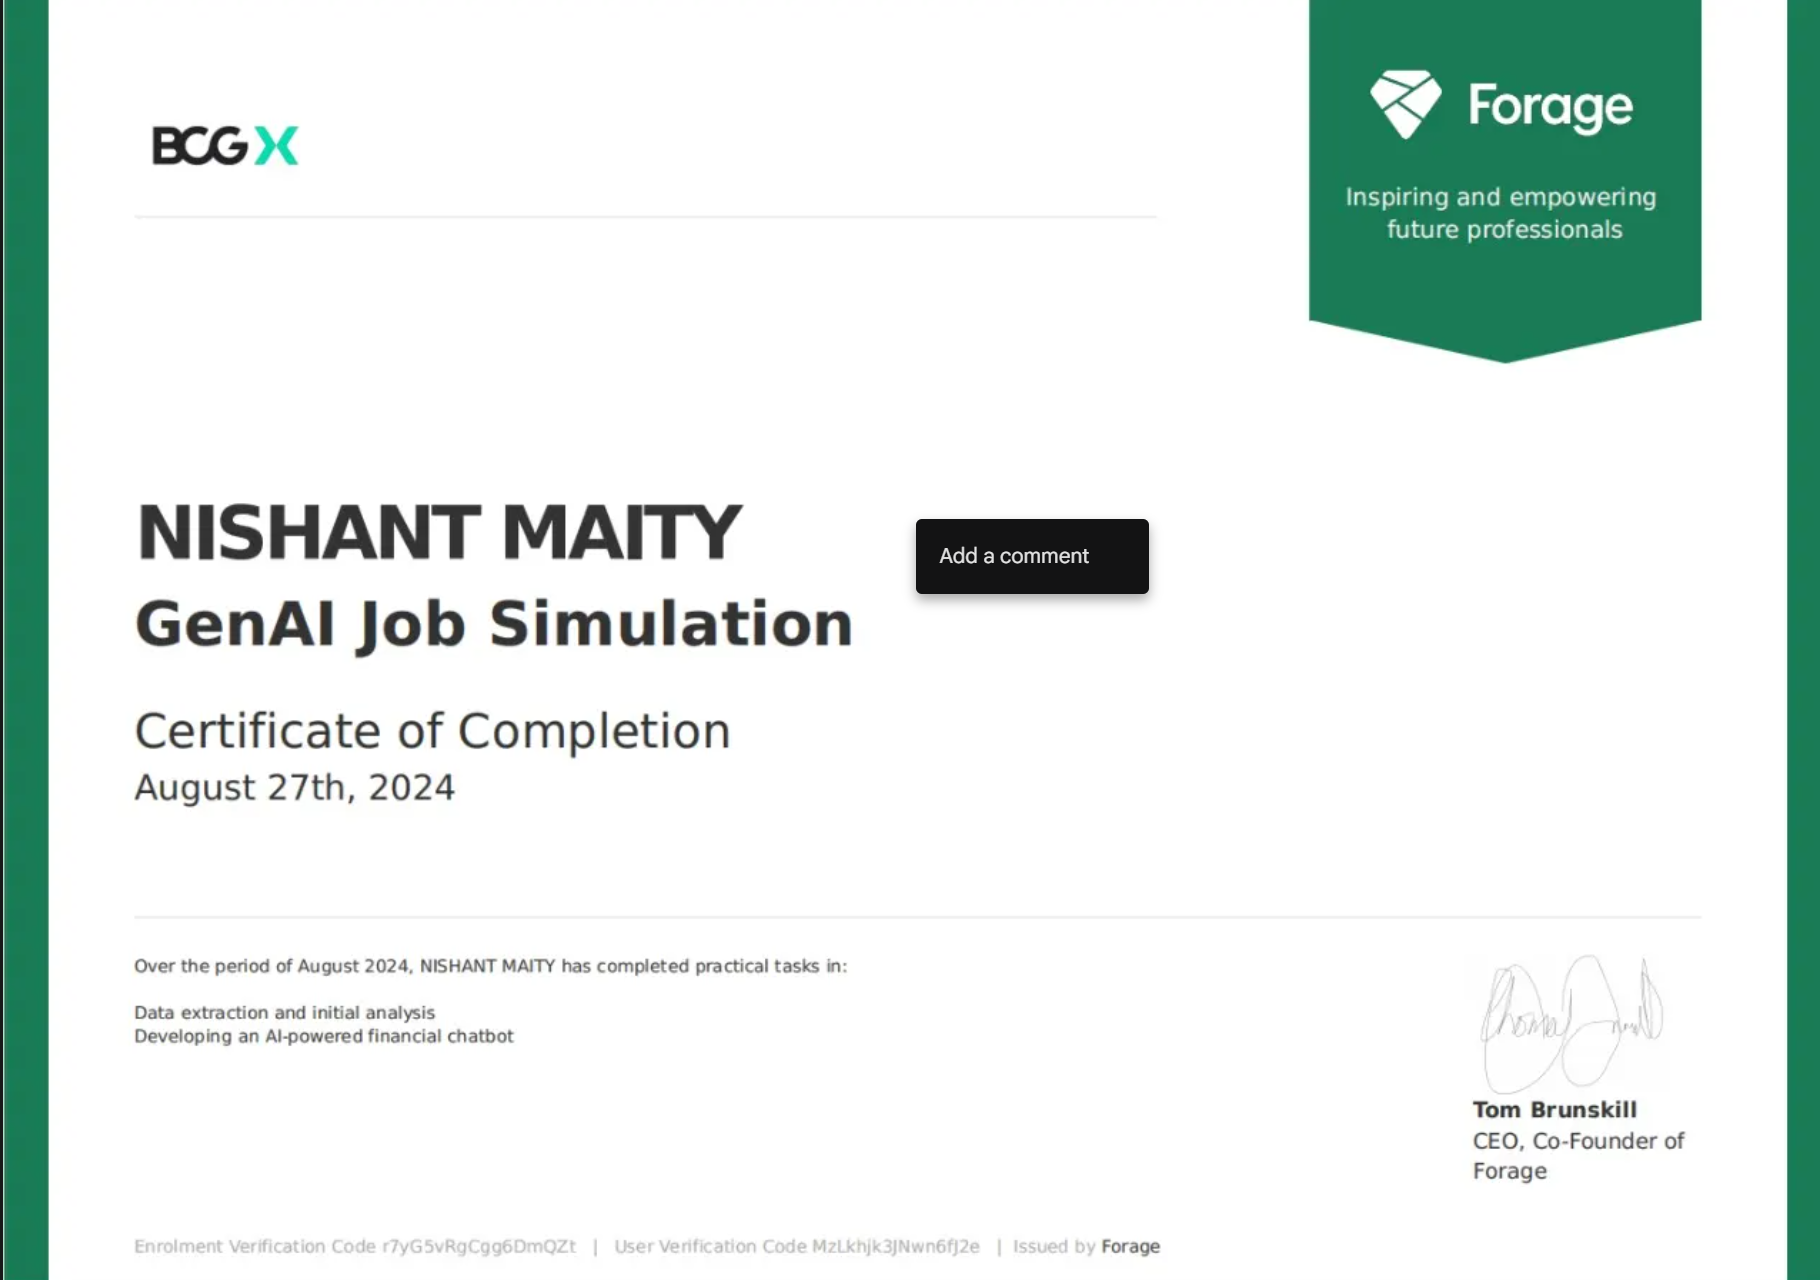 BCG X
Forage
Inspiring and empowering
future professionals
NISHANT MAITY
GenAI Job Simulation
Add a comment
Certificate of Completion
August 27th, 2024
Over the period of August 2024, NISHANT MAITY has completed practical tasks in:
Data extraction and initial analysis
Developing an AI-powered financial chatbot
Tom Brunskill
CEO, Co-Founder of
Forage
Enrolment Verification Code r7yG5vRgCgg6DmQZt | User Verification Code MzLkhjk3JNwn6fJ2e | Issued by Forage